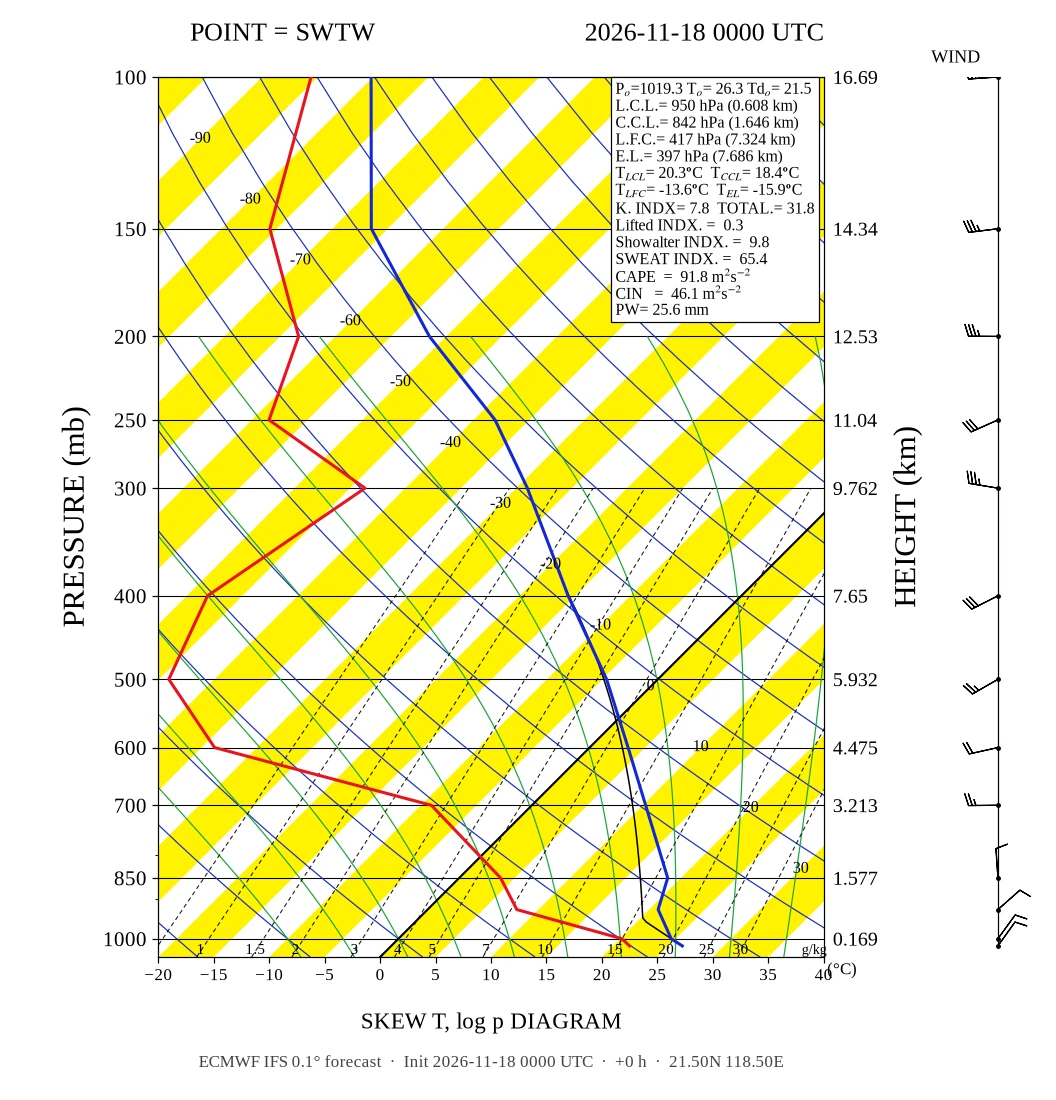 POINT = SWTW
2026-11-18 0000 UTC
WIND
100
16.69
Pₒ=1019.3 Tₒ= 26.3 Tdₒ= 21.5
L.C.L.= 950 hPa (0.608 km)
C.C.L.= 842 hPa (1.646 km)
L.F.C.= 417 hPa (7.324 km)
E.L.= 397 hPa (7.686 km)
T_LCL= 20.3°C T_CCL= 18.4°C
T_LFC= -13.6°C T_EL= -15.9°C
K. INDX= 7.8 TOTAL.= 31.8
Lifted INDX. = 0.3
Showalter INDX. = 9.8
SWEAT INDX. = 65.4
CAPE = 91.8 m²s⁻²
CIN = 46.1 m²s⁻²
PW= 25.6 mm
-90
-80
150
14.34
-70
-60
200
12.53
-50
250
11.04
-40
300
9.762
-30
-20
400
7.65
-10
500
5.932
0
600
4.475
10
700
3.213
20
850
1.577
30
1000
0.169
PRESSURE (mb)
HEIGHT (km)
1 1.5 2 3 4 5 7 10 15 20 25 30 g/kg
−20 −15 −10 −5 0 5 10 15 20 25 30 35 40 (°C)
SKEW T, log p DIAGRAM
ECMWF IFS 0.1° forecast · Init 2026-11-18 0000 UTC · +0 h · 21.50N 118.50E